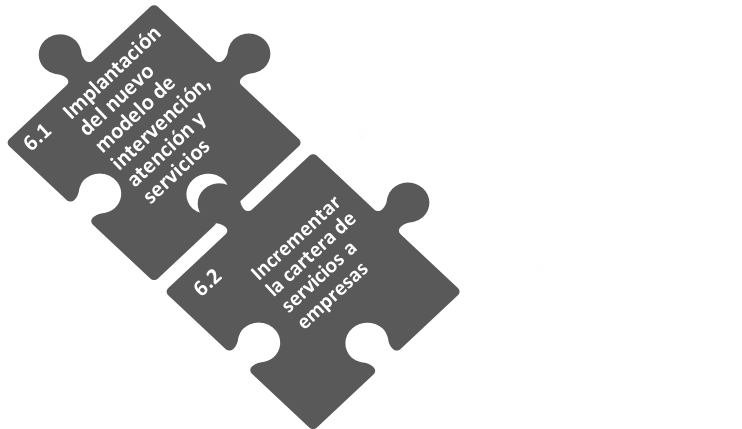 6.1 Implantación
del nuevo
modelo de
intervención,
atención y
servicios
6.2 Incrementar
la cartera de
servicios a
empresas